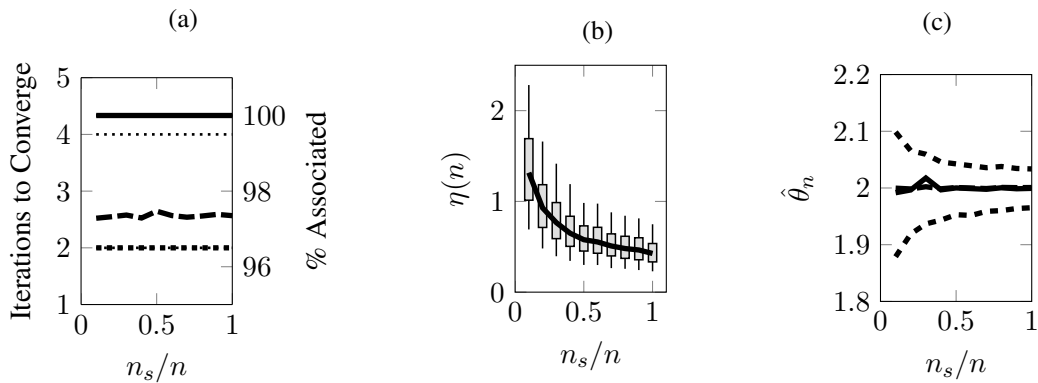 (a)
Iterations to Converge
5
4
3
2
1
100
98
96
% Associated
0
0.5
1
n_s/n
(b)
η(n)
2
1
0
0
0.5
1
n_s/n
(c)
θ̂_n
2.2
2.1
2
1.9
1.8
0
0.5
1
n_s/n